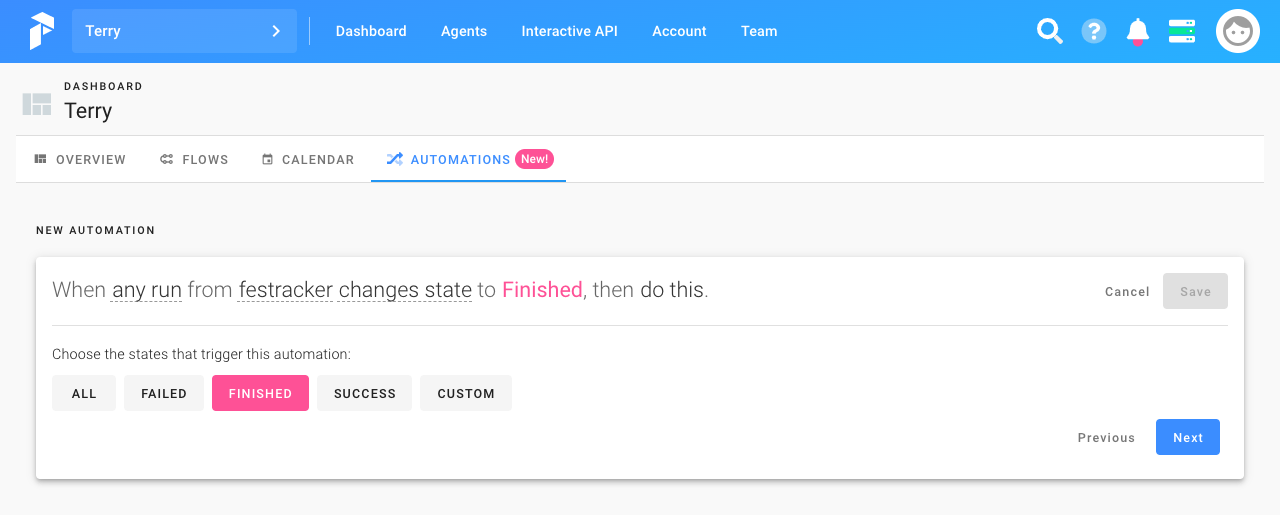 Terry
Dashboard Agents Interactive API Account Team
?
DASHBOARD
Terry
OVERVIEW FLOWS CALENDAR AUTOMATIONS New!
NEW AUTOMATION
When any run from festracker changes state to Finished, then do this.
Cancel Save
Choose the states that trigger this automation:
ALL FAILED FINISHED SUCCESS CUSTOM
Previous Next